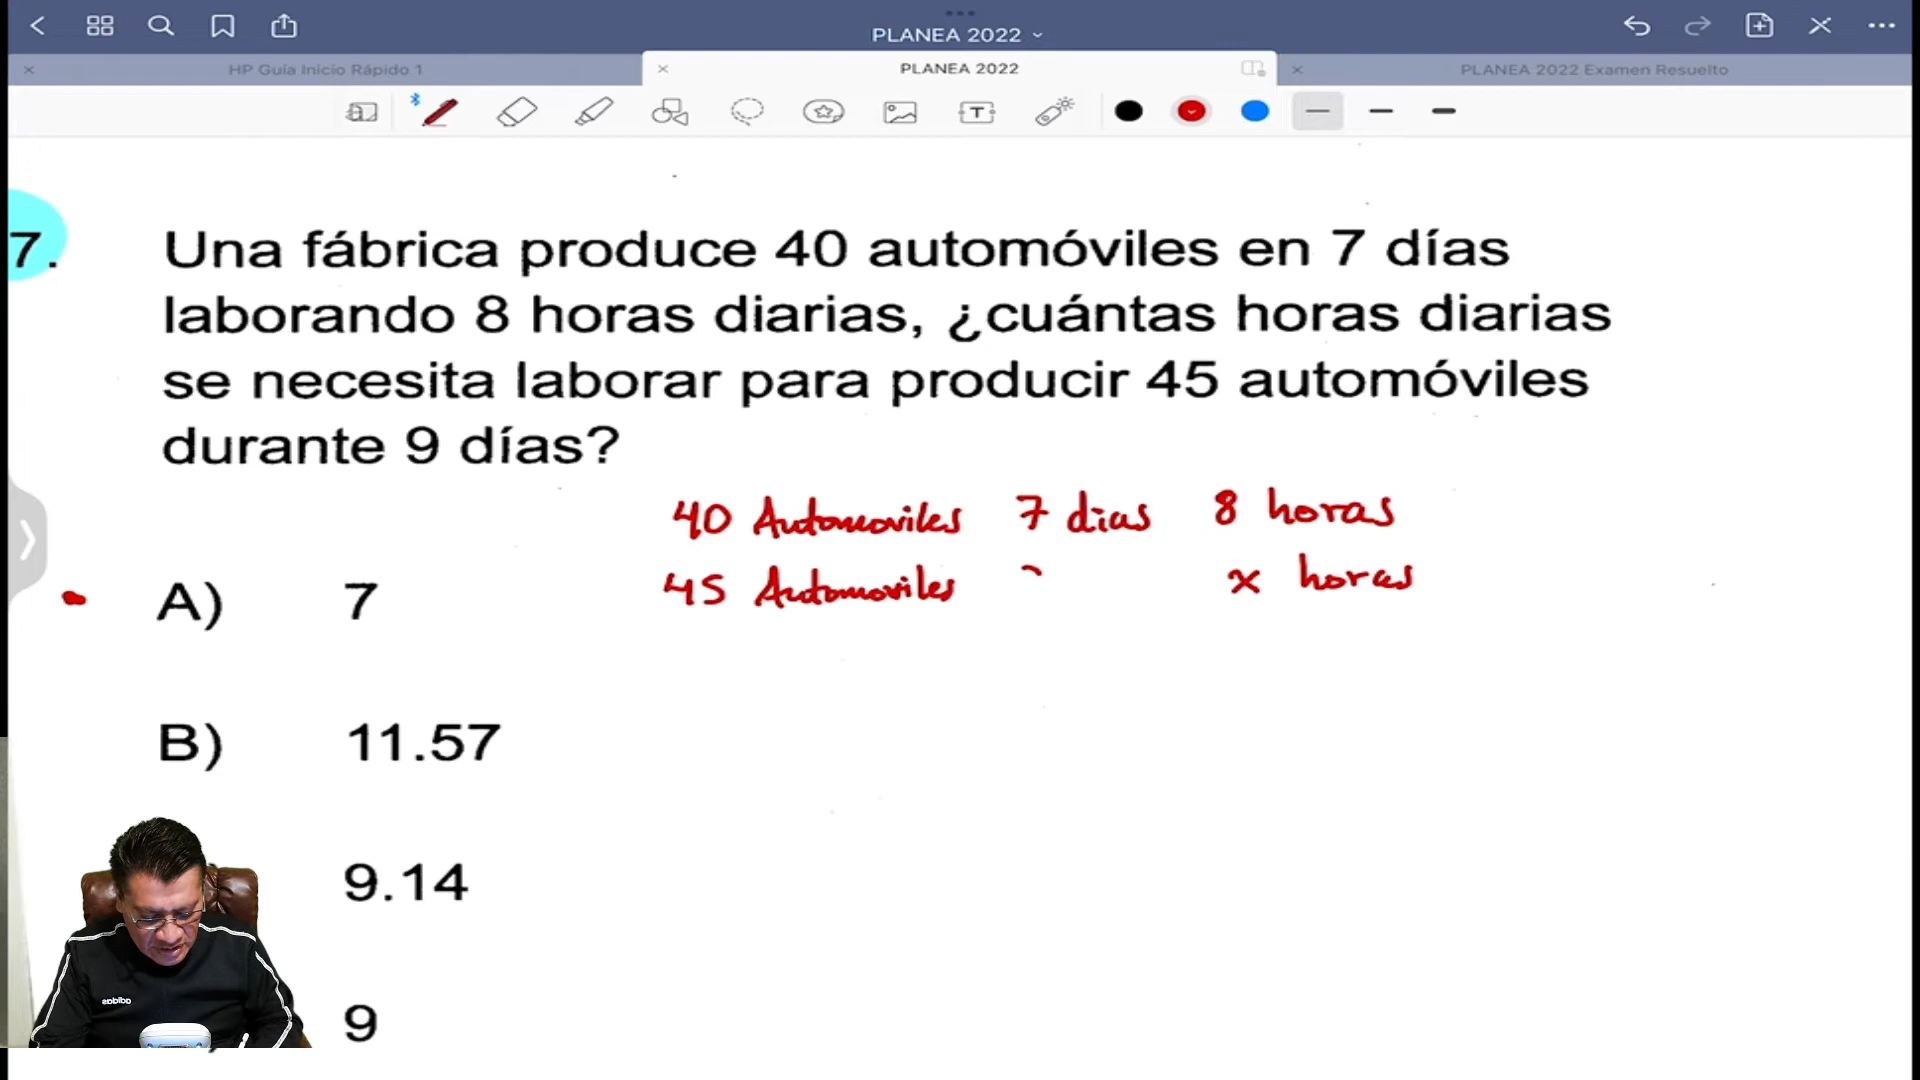 PLANEA 2022
HP Guía Inicio Rápido 1
PLANEA 2022
PLANEA 2022 Examen Resuelto
7. Una fábrica produce 40 automóviles en 7 días
laborando 8 horas diarias, ¿cuántas horas diarias
se necesita laborar para producir 45 automóviles
durante 9 días?
40 Automoviles 7 dias 8 horas
45 Automoviles x horas
A) 7
B) 11.57
9.14
9
adidas